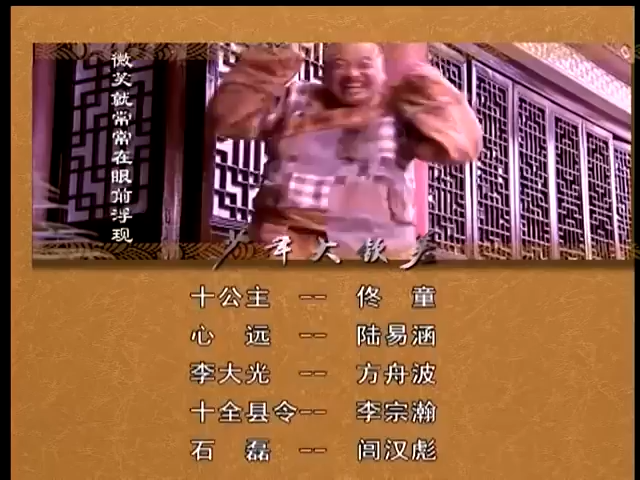 微笑就常常在眼前浮现
少年大钦差
十公主 -- 佟 童
心 远 -- 陆易涵
李大光 -- 方舟波
十全县令-- 李宗瀚
石 磊 -- 闫汉彪